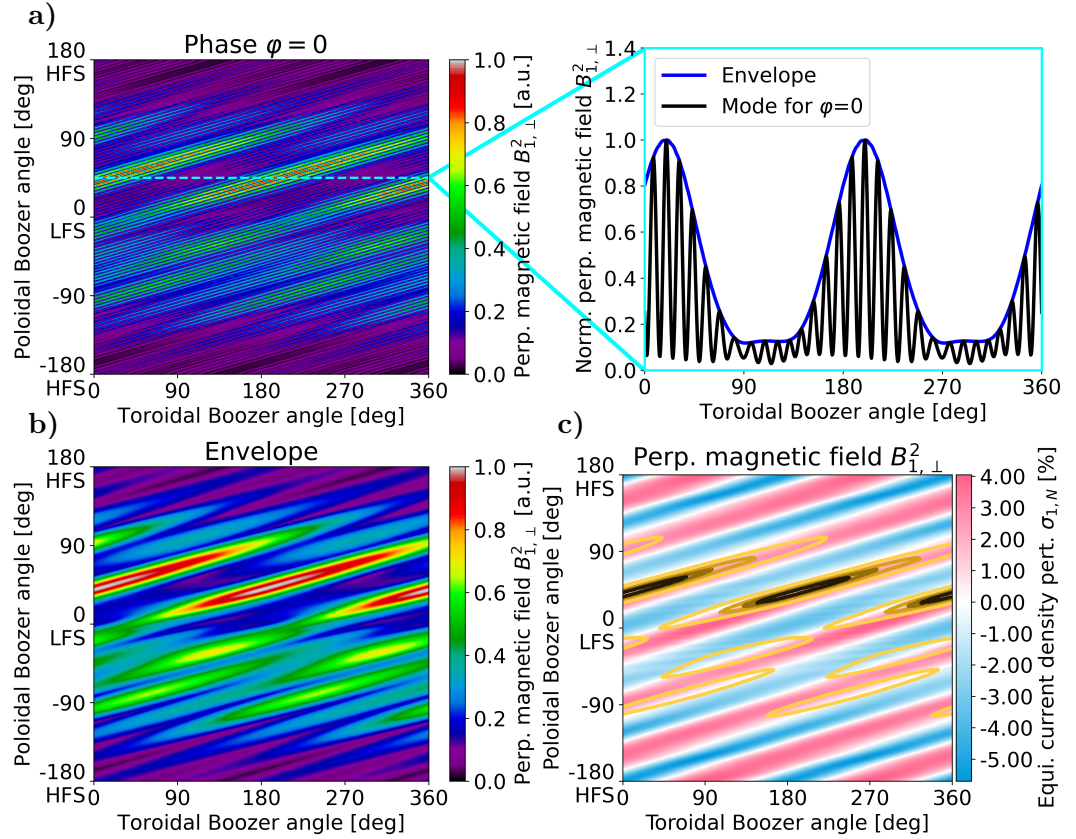 a)
Phase φ = 0
180
HFS
90
0
LFS
-90
-180
HFS
Poloidal Boozer angle [deg]
0 90 180 270 360
Toroidal Boozer angle [deg]
1.0
0.8
0.6
0.4
0.2
0.0
Perp. magnetic field B²₁,⊥ [a.u.]
1.4
1.2
1.0
0.8
0.6
0.4
0.2
0.0
Norm. perp. magnetic field B²₁,⊥
Envelope
Mode for φ=0
0 90 180 270 360
Toroidal Boozer angle [deg]
b)
Envelope
180
HFS
90
0
LFS
-90
-180
HFS
Poloidal Boozer angle [deg]
0 90 180 270 360
Toroidal Boozer angle [deg]
1.0
0.8
0.6
0.4
0.2
0.0
Perp. magnetic field B²₁,⊥ [a.u.]
c)
Perp. magnetic field B²₁,⊥
180
HFS
90
0
LFS
-90
-180
HFS
Poloidal Boozer angle [deg]
0 90 180 270 360
Toroidal Boozer angle [deg]
4.00
3.00
2.00
1.00
0.00
-1.00
-2.00
-3.00
-4.00
-5.00
Equi. current density pert. σ₁,N [%]